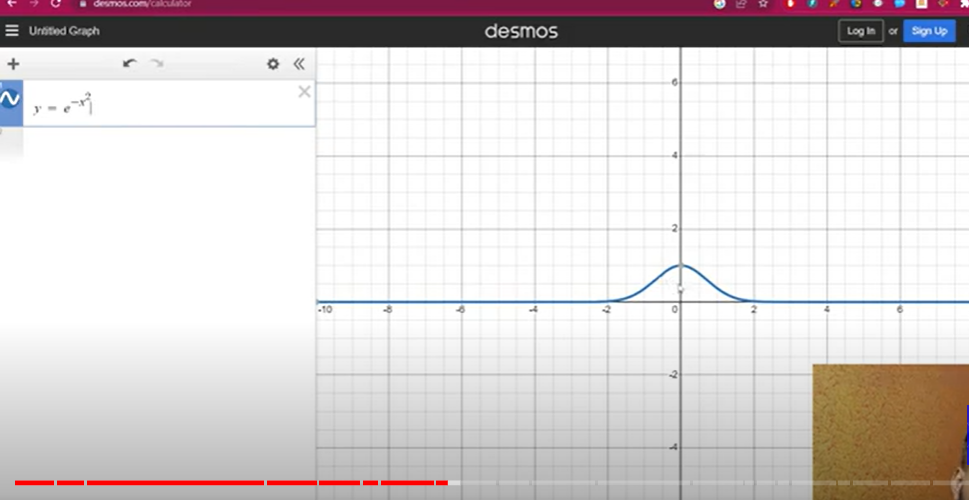 desmos.com/calculator
Untitled Graph
desmos
Log In or Sign Up
y = e^{-x^2}
6
4
2
-10 -8 -6 -4 -2 0 2 4 6
-2
-4